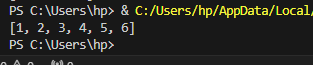 PS C:\Users\hp> & C:/Users/hp/AppData/Local/
[1, 2, 3, 4, 5, 6]
PS C:\Users\hp>